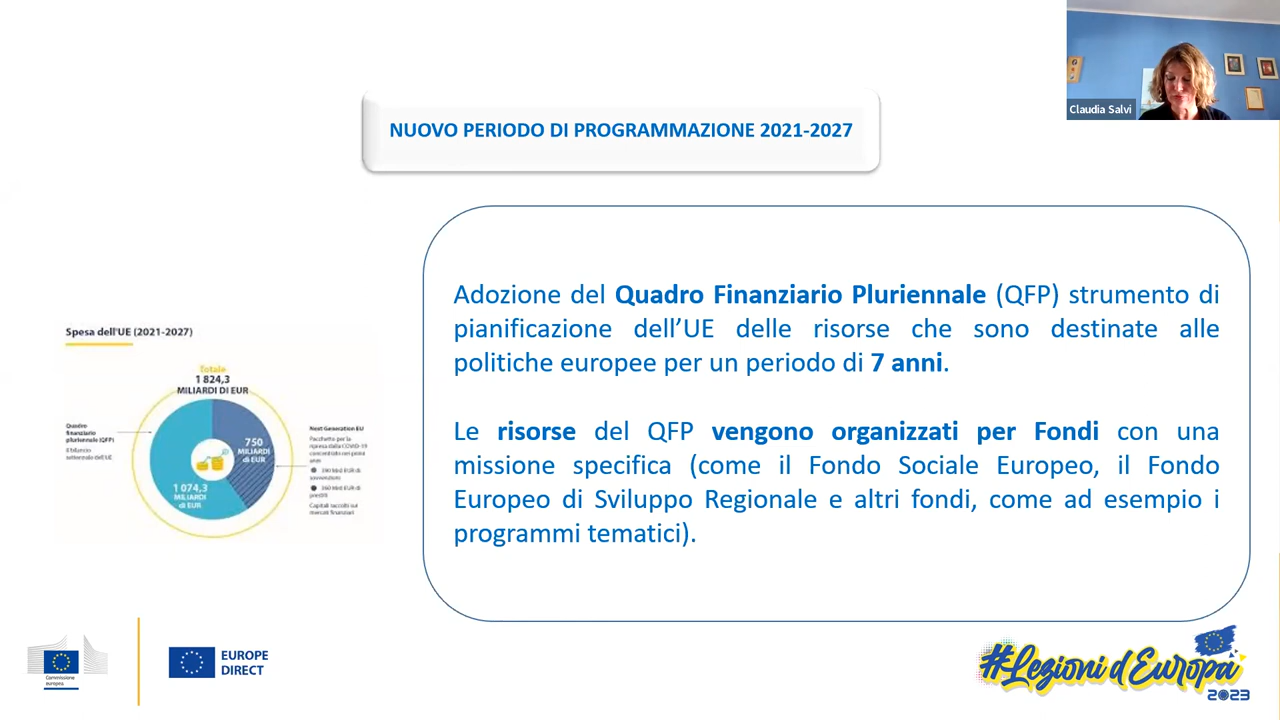 Claudia Salvi
NUOVO PERIODO DI PROGRAMMAZIONE 2021-2027
Adozione del Quadro Finanziario Pluriennale (QFP) strumento di
pianificazione dell’UE delle risorse che sono destinate alle
politiche europee per un periodo di 7 anni.
Le risorse del QFP vengono organizzati per Fondi con una
missione specifica (come il Fondo Sociale Europeo, il Fondo
Europeo di Sviluppo Regionale e altri fondi, come ad esempio i
programmi tematici).
Spesa dell'UE (2021-2027)
Totale
1 824,3
MILIARDI DI EUR
Quadro
finanziario
pluriennale (QFP)
Il bilancio
settennale dell'UE
750
MILIARDI
di EUR
1 074,3
MILIARDI
di EUR
Next Generation EU
Pacchetto per la
ripresa dalla COVID-19
concentrato nei primi
anni
390 Mrd EUR di
sovvenzioni
360 Mrd EUR di
prestiti
Capitali raccolti sui
mercati finanziari
Commissione
europea
EUROPE
DIRECT
#Lezioni d'Europa
2023